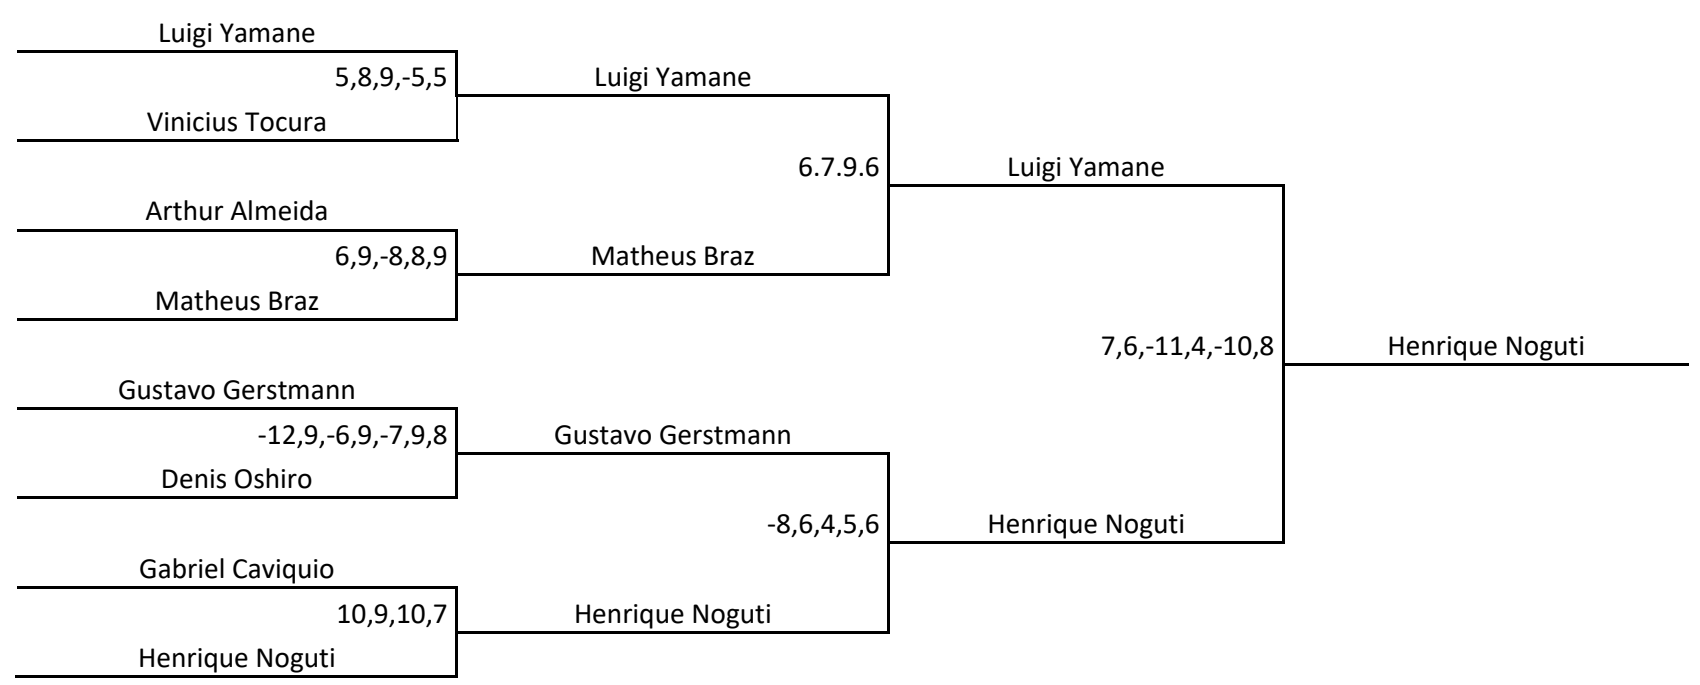 Luigi Yamane
5,8,9,-5,5
Luigi Yamane
Vinicius Tocura
6.7.9.6
Luigi Yamane
Arthur Almeida
6,9,-8,8,9
Matheus Braz
Matheus Braz
7,6,-11,4,-10,8
Henrique Noguti
Gustavo Gerstmann
-12,9,-6,9,-7,9,8
Gustavo Gerstmann
Denis Oshiro
-8,6,4,5,6
Henrique Noguti
Gabriel Caviquio
10,9,10,7
Henrique Noguti
Henrique Noguti